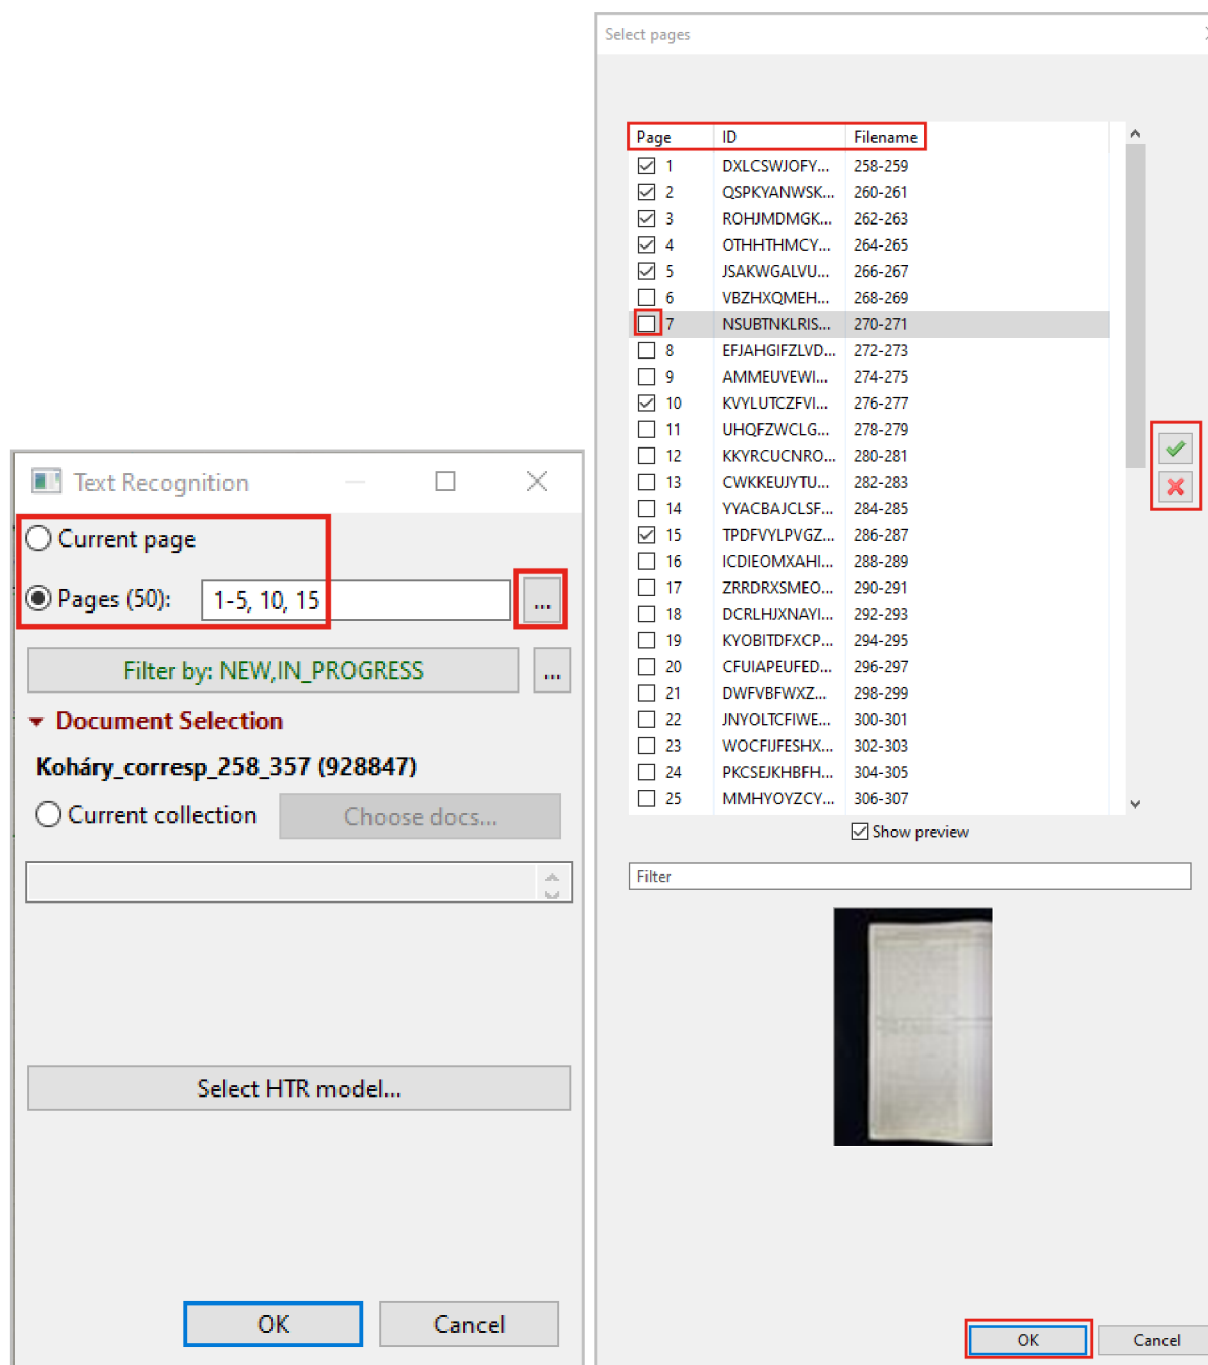 Text Recognition
Current page
Pages (50): 1-5, 10, 15 ...
Filter by: NEW,IN_PROGRESS ...
Document Selection
Koháry_corresp_258_357 (928847)
Current collection Choose docs...
Select HTR model...
OK Cancel
Select pages
Page ID Filename
1 DXLCSWJOFY... 258-259
2 QSPKYANWSK... 260-261
3 ROHJMDMGK... 262-263
4 OTHHTHMCY... 264-265
5 JSAKWGALVU... 266-267
6 VBZHXQMEH... 268-269
7 NSUBTNKLRIS... 270-271
8 EFJAHGIFZLVD... 272-273
9 AMMEUVEWI... 274-275
10 KVYLUTCZFVI... 276-277
11 UHQFZWCLG... 278-279
12 KKYRCUCNRO... 280-281
13 CWKKEUJYTU... 282-283
14 YYACBAJCLSF... 284-285
15 TPDFVYLPVGZ... 286-287
16 ICDIEOMXAHI... 288-289
17 ZRRDRXSMEO... 290-291
18 DCRLHJXNAYI... 292-293
19 KYOBITDFXCP... 294-295
20 CFUIAPEUFED... 296-297
21 DWFVBFWXZ... 298-299
22 JNYOLTCFIWE... 300-301
23 WOCFIJFESHX... 302-303
24 PKCSEJKHBFH... 304-305
25 MMHYOYZCY... 306-307
Show preview
Filter
OK Cancel